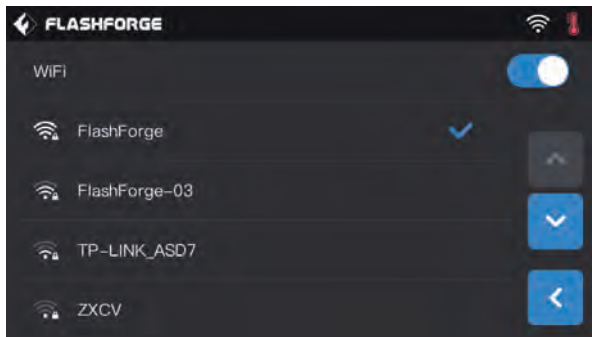 FLASHFORGE
WiFi
FlashForge
FlashForge-03
TP-LINK_ASD7
ZXCV